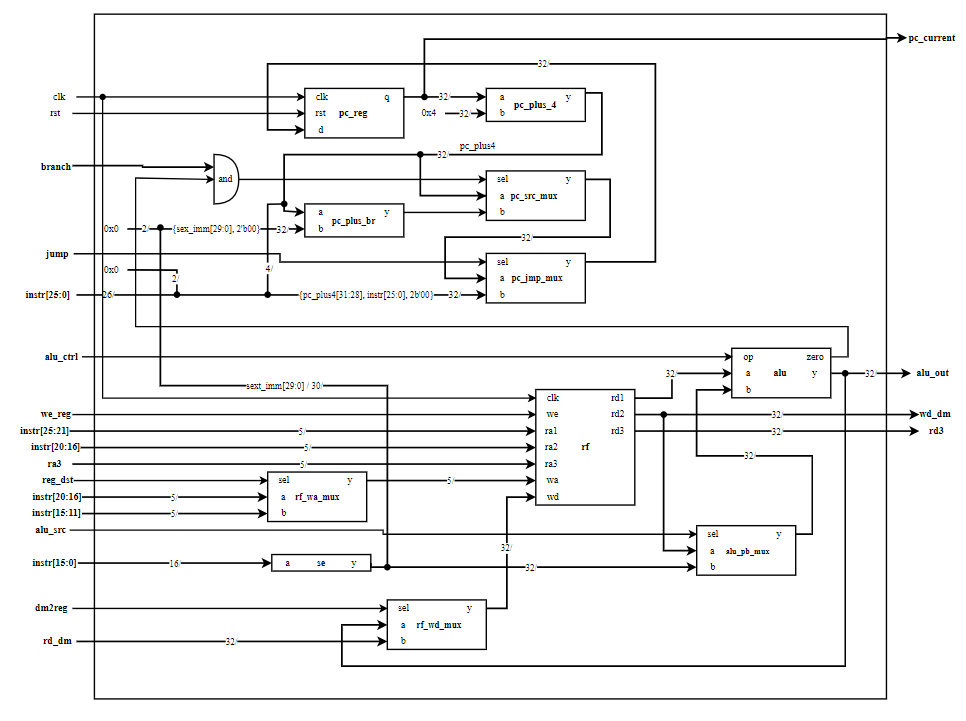 pc_current
32/
clk
clk q
32/
a y
pc_plus_4
rst
rst pc_reg
0x4
32/
b
d
pc_plus4
32/
branch
and
sel y
a pc_src_mux
b
a y
pc_plus_br
b
0x0
2/
{sex_imm[29:0], 2'b00}
32/
32/
jump
sel y
a pc_jmp_mux
b
0x0
4/
2/
instr[25:0]
26/
{pc_plus4[31:28], instr[25:0], 2b'00}
32/
alu_ctrl
op zero
a alu y
b
32/
32/
alu_out
sext_imm[29:0] / 30/
clk rd1
we_reg
we rd2
32/
wd_dm
instr[25:21]
5/
ra1 rd3
32/
rd3
instr[20:16]
5/
ra2 rf
32/
ra3
5/
ra3
reg_dst
sel y
5/
wa
instr[20:16]
5/
a rf_wa_mux
wd
instr[15:11]
5/
b
alu_src
sel y
32/
a alu_pb_mux
b
instr[15:0]
16/
a se y
32/
dm2reg
sel y
a rf_wd_mux
rd_dm
32/
b